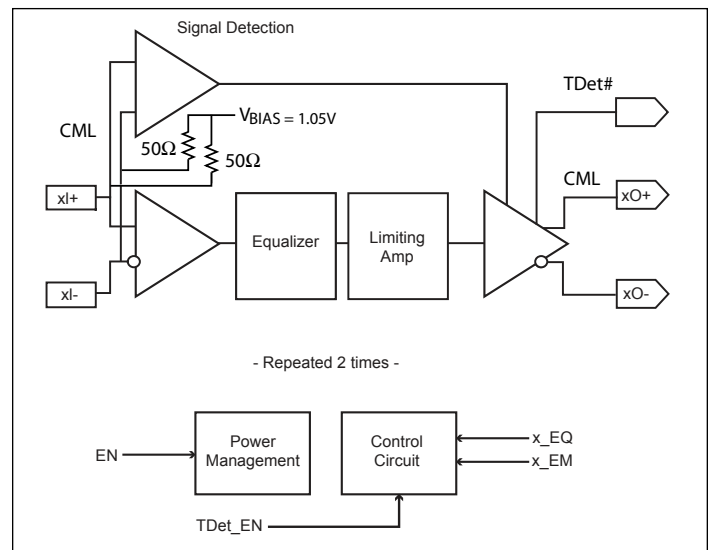 Signal Detection
TDet#
CML
VBIAS = 1.05V
50Ω
50Ω
CML
xI+
xO+
Equalizer
Limiting
Amp
xI-
xO-
- Repeated 2 times -
EN
Power
Management
Control
Circuit
x_EQ
x_EM
TDet_EN